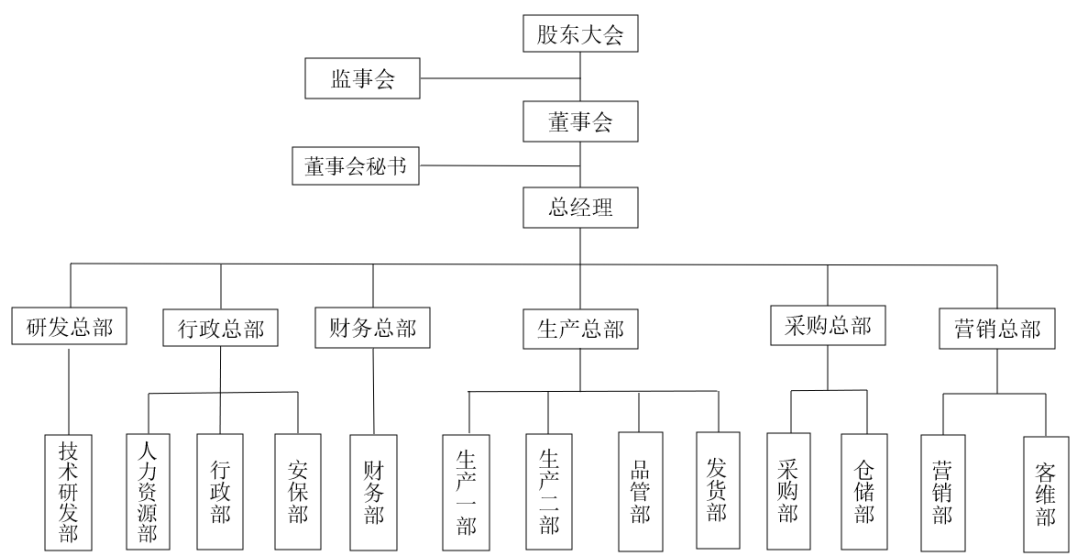 股东大会
监事会
董事会
董事会秘书
总经理
研发总部
行政总部
财务总部
生产总部
采购总部
营销总部
技术研发部
人力资源部
行政部
安保部
财务部
生产一部
生产二部
品管部
发货部
采购部
仓储部
营销部
客维部